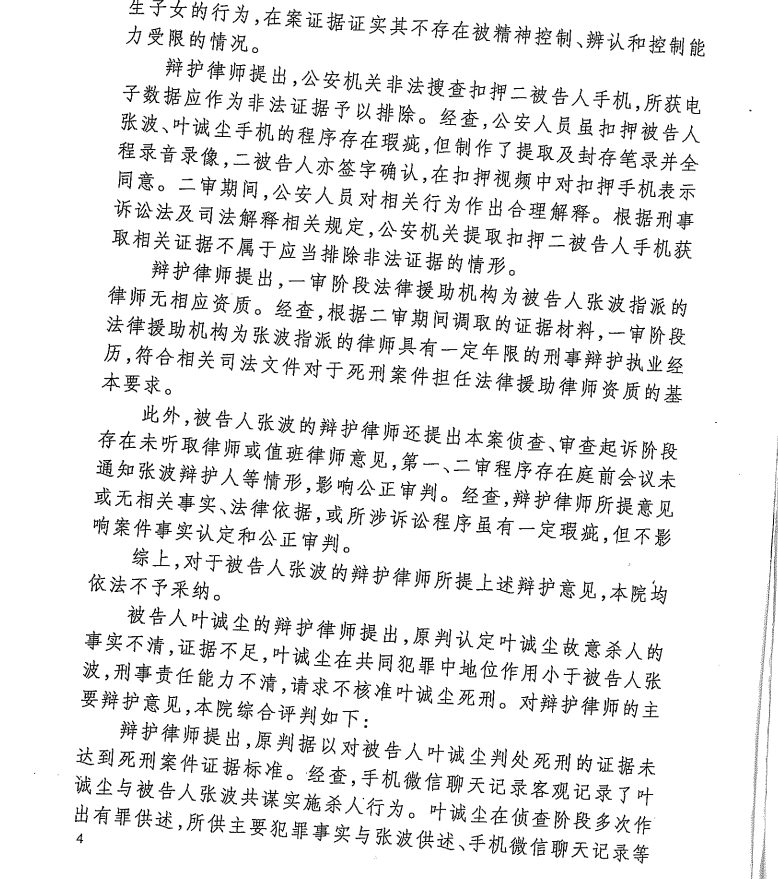 生子女的行为,在案证据证实其不存在被精神控制、辨认和控制能
力受限的情况。
辩护律师提出,公安机关非法搜查扣押二被告人手机,所获电
子数据应作为非法证据予以排除。经查,公安人员虽扣押被告人
张波、叶诚尘手机的程序存在瑕疵,但制作了提取及封存笔录并全
程录音录像,二被告人亦签字确认,在扣押视频中对扣押手机表示
同意。二审期间,公安人员对相关行为作出合理解释。根据刑事
诉讼法及司法解释相关规定,公安机关提取扣押二被告人手机获
取相关证据不属于应当排除非法证据的情形。
辩护律师提出,一审阶段法律援助机构为被告人张波指派的
律师无相应资质。经查,根据二审期间调取的证据材料,一审阶段
法律援助机构为张波指派的律师具有一定年限的刑事辩护执业经
历,符合相关司法文件对于死刑案件担任法律援助律师资质的基
本要求。
此外,被告人张波的辩护律师还提出本案侦查、审查起诉阶段
存在未听取律师或值班律师意见,第一、二审程序存在庭前会议未
通知张波辩护人等情形,影响公正审判。经查,辩护律师所提意见
或无相关事实、法律依据,或所涉诉讼程序虽有一定瑕疵,但不影
响案件事实认定和公正审判。
综上,对于被告人张波的辩护律师所提上述辩护意见,本院均
依法不予采纳。
被告人叶诚尘的辩护律师提出,原判认定叶诚尘故意杀人的
事实不清,证据不足,叶诚尘在共同犯罪中地位作用小于被告人张
波,刑事责任能力不清,请求不核准叶诚尘死刑。对辩护律师的主
要辩护意见,本院综合评判如下:
辩护律师提出,原判据以对被告人叶诚尘判处死刑的证据未
达到死刑案件证据标准。经查,手机微信聊天记录客观记录了叶
诚尘与被告人张波共谋实施杀人行为。叶诚尘在侦查阶段多次作
出有罪供述,所供主要犯罪事实与张波供述、手机微信聊天记录等
4